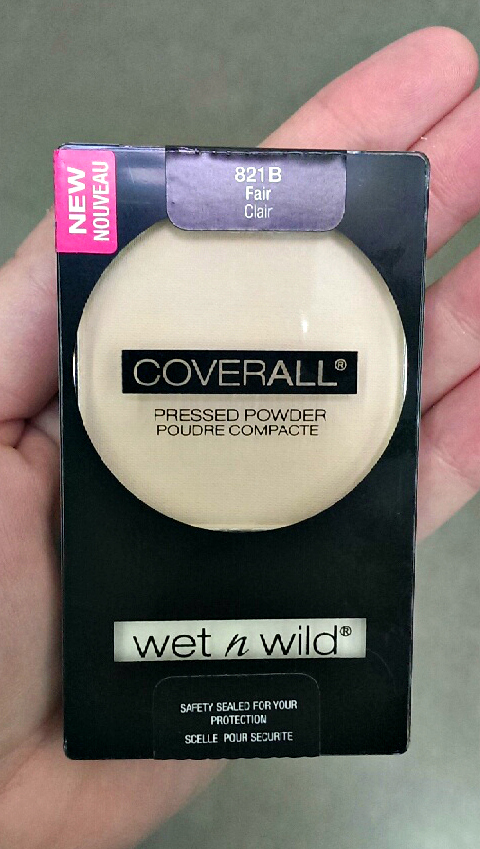 NEW
NOUVEAU
821B
Fair
Clair
COVERALL®
PRESSED POWDER
POUDRE COMPACTE
wet n wild®
SAFETY SEALED FOR YOUR
PROTECTION
SCELLE POUR SECURITE